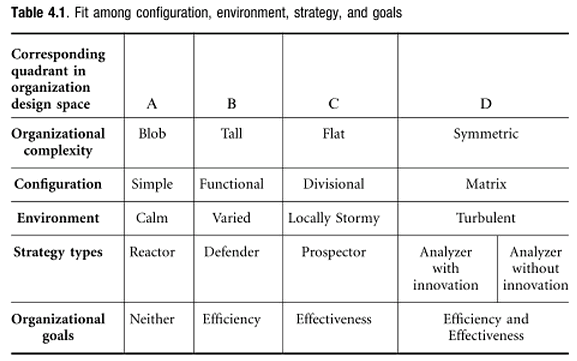 Table 4.1. Fit among configuration, environment, strategy, and goals
Corresponding
quadrant in
organization
design space A B C D
Organizational
complexity Blob Tall Flat Symmetric
Configuration Simple Functional Divisional Matrix
Environment Calm Varied Locally Stormy Turbulent
Strategy types Reactor Defender Prospector Analyzer with innovation Analyzer without innovation
Organizational
goals Neither Efficiency Effectiveness Efficiency and Effectiveness